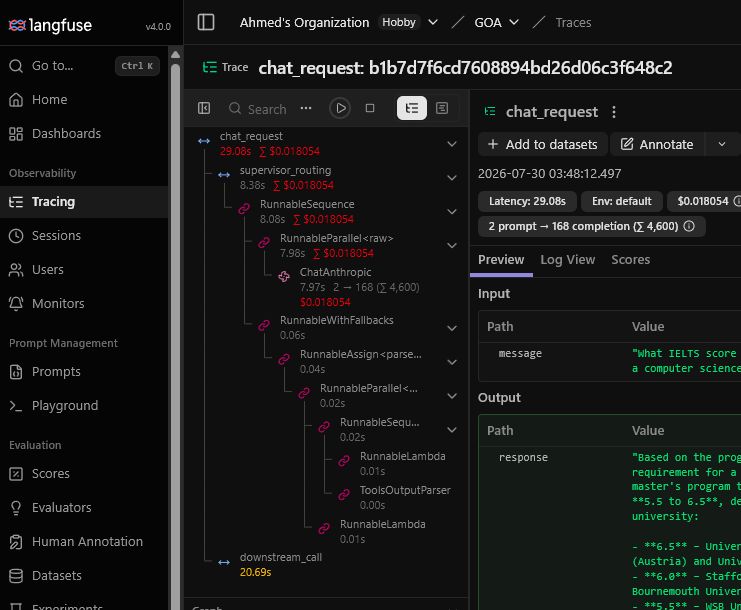 langfuse
v4.0.0
Go to...
Ctrl K
Home
Dashboards
Observability
Tracing
Sessions
Users
Monitors
Prompt Management
Prompts
Playground
Evaluation
Scores
Evaluators
Human Annotation
Datasets
Experiments
Ahmed's Organization Hobby / GOA / Traces
Trace chat_request: b1b7d7f6cd7608894bd26d06c3f648c2
Search
chat_request
29.08s ∑ $0.018054
supervisor_routing
8.38s ∑ $0.018054
RunnableSequence
8.08s ∑ $0.018054
RunnableParallel<raw>
7.98s ∑ $0.018054
ChatAnthropic
7.97s 2 → 168 (∑ 4,600)
$0.018054
RunnableWithFallbacks
0.06s
RunnableAssign<parse...
0.04s
RunnableParallel<...
0.02s
RunnableSequ...
0.02s
RunnableLambda
0.01s
ToolsOutputParser
0.00s
RunnableLambda
0.01s
downstream_call
20.69s
Graph
chat_request
Add to datasets
Annotate
2026-07-30 03:48:12.497
Latency: 29.08s
Env: default
$0.018054
2 prompt → 168 completion (∑ 4,600)
Preview Log View Scores
Input
Path Value
message "What IELTS score
a computer science
Output
Path Value
response "Based on the prog
requirement for a
master's program t
**5.5 to 6.5**, de
university:
- **6.5** – Univer
(Austria) and Univ
- **6.0** – Staffo
Bournemouth Univer
- **5.5** – WSB Un